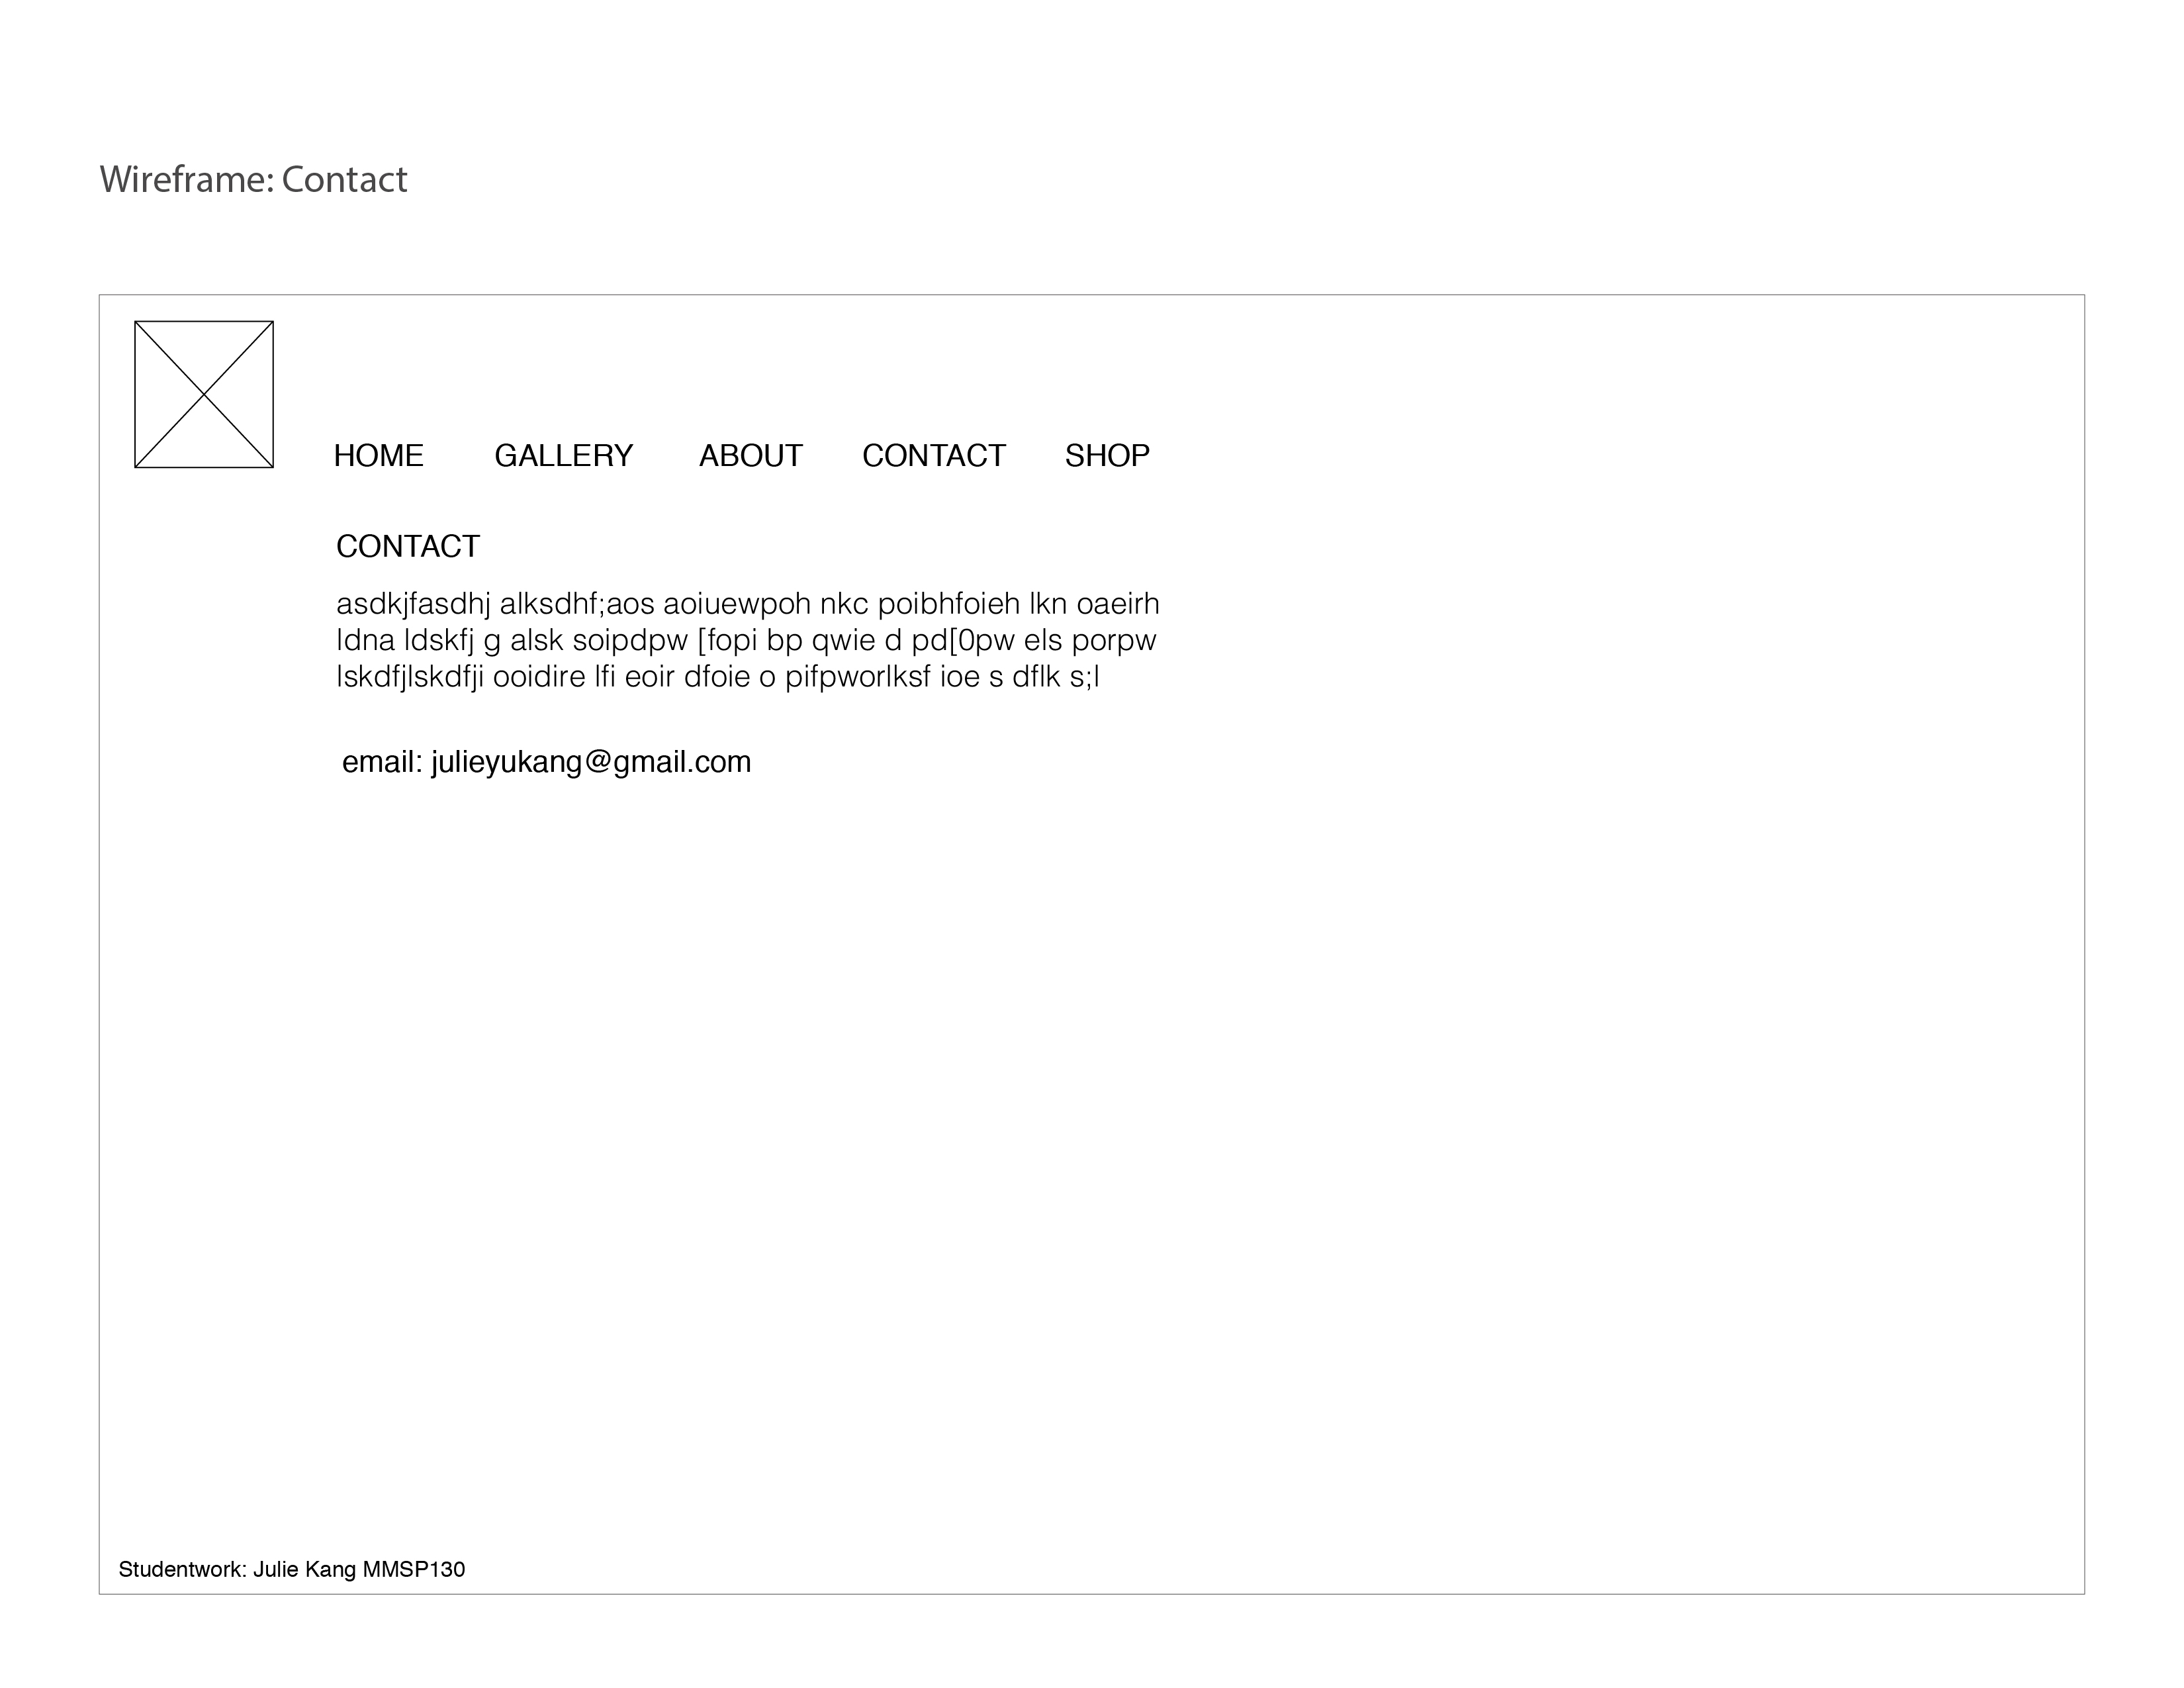 Wireframe: Contact
HOME GALLERY ABOUT CONTACT SHOP
CONTACT
asdkjfasdhj alksdhf;aos aoiuewpoh nkc poibhfoieh lkn oaeirh
ldna ldskfj g alsk soipdpw [fopi bp qwie d pd[0pw els porpw
lskdfjlskdfji ooidire lfi eoir dfoie o pifpworlksf ioe s dflk s;l
email: julieyukang@gmail.com
Studentwork: Julie Kang MMSP130